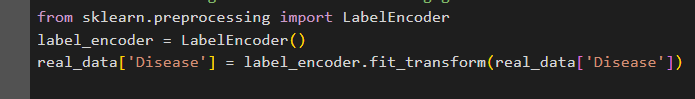 from sklearn.preprocessing import LabelEncoder
label_encoder = LabelEncoder()
real_data['Disease'] = label_encoder.fit_transform(real_data['Disease'])